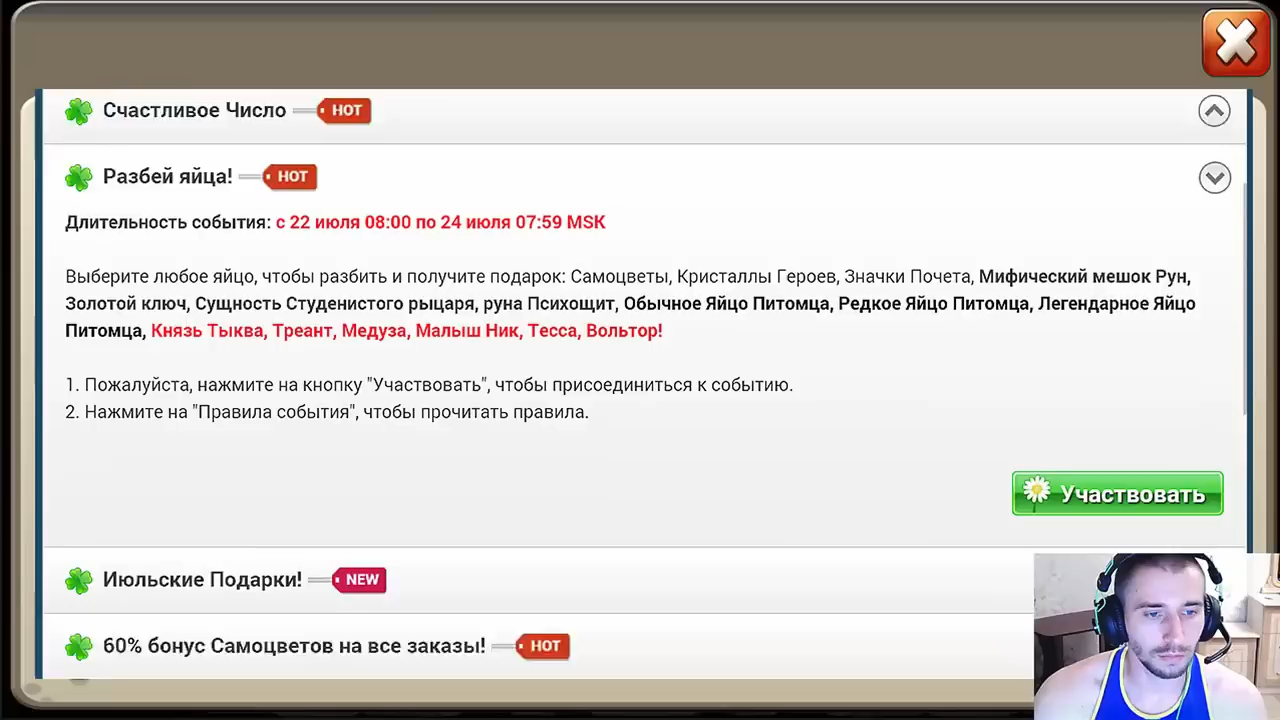 Счастливое Число HOT
Разбей яйца! HOT
Длительность события: с 22 июля 08:00 по 24 июля 07:59 MSK
Выберите любое яйцо, чтобы разбить и получите подарок: Самоцветы, Кристаллы Героев, Значки Почета, Мифический мешок Рун,
Золотой ключ, Сущность Студенистого рыцаря, руна Психощит, Обычное Яйцо Питомца, Редкое Яйцо Питомца, Легендарное Яйцо
Питомца, Князь Тыква, Треант, Медуза, Малыш Ник, Тесса, Вольтор!
1. Пожалуйста, нажмите на кнопку "Участвовать", чтобы присоединиться к событию.
2. Нажмите на "Правила события", чтобы прочитать правила.
Участвовать
Июльские Подарки! NEW
60% бонус Самоцветов на все заказы! HOT